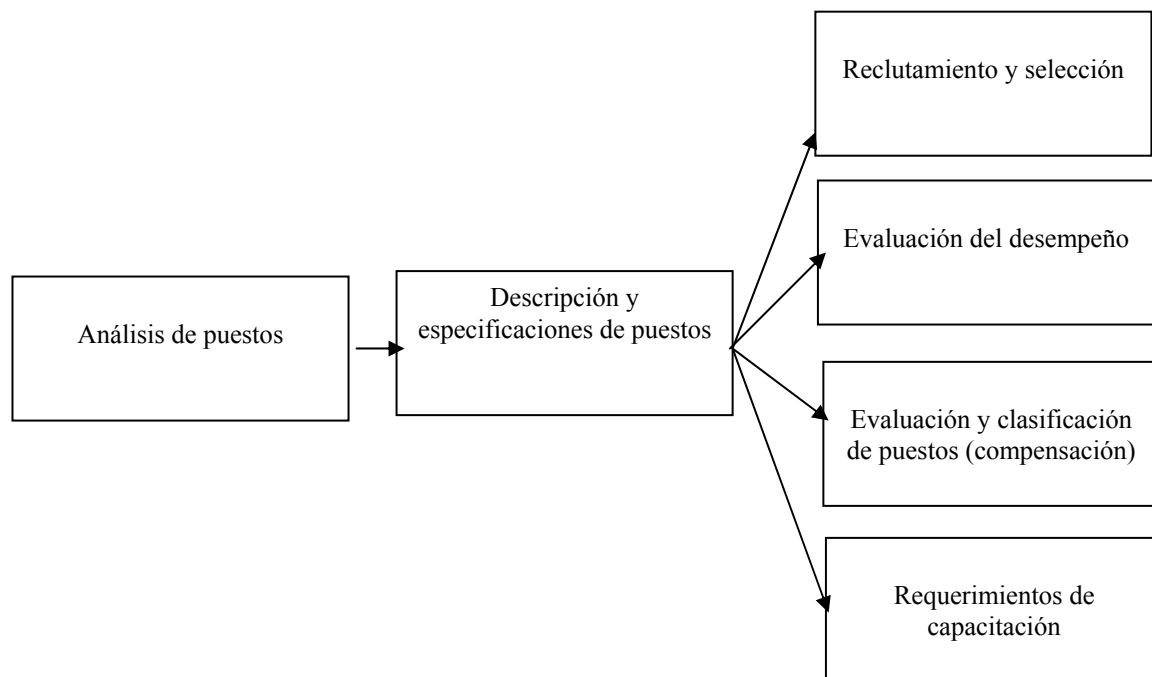 Análisis de puestos
Descripción y
especificaciones de puestos
Reclutamiento y selección
Evaluación del desempeño
Evaluación y clasificación
de puestos (compensación)
Requerimientos de
capacitación